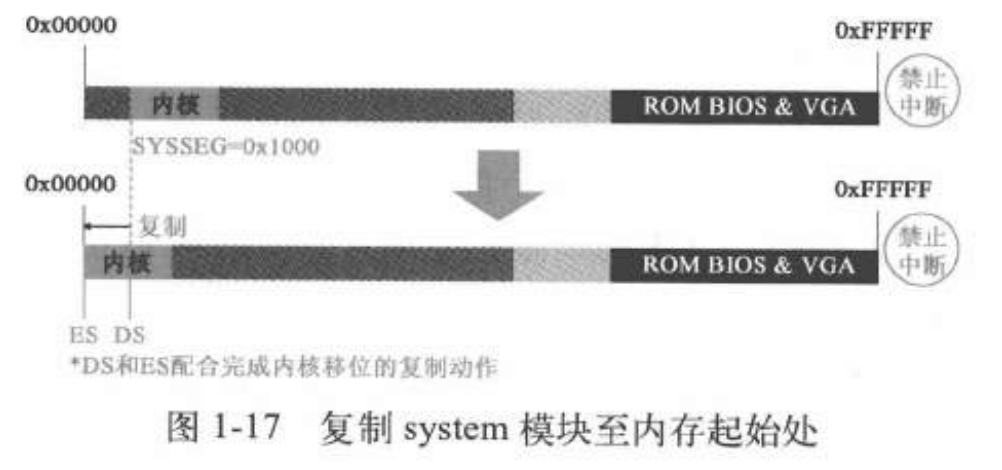 0x00000
0xFFFFF
禁止
中断
内核
ROM BIOS & VGA
SYSSEG=0x1000
0x00000
0xFFFFF
复制
禁止
中断
内核
ROM BIOS & VGA
ES DS
*DS和ES配合完成内核移位的复制动作
图 1-17 复制 system 模块至内存起始处